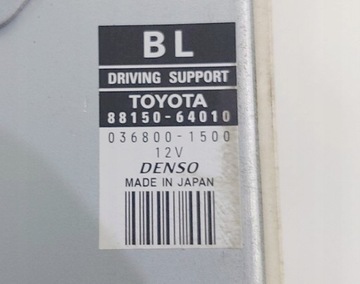 BL
DRIVING SUPPORT
TOYOTA
88150-64010
036800-1500
12V
DENSO
MADE IN JAPAN